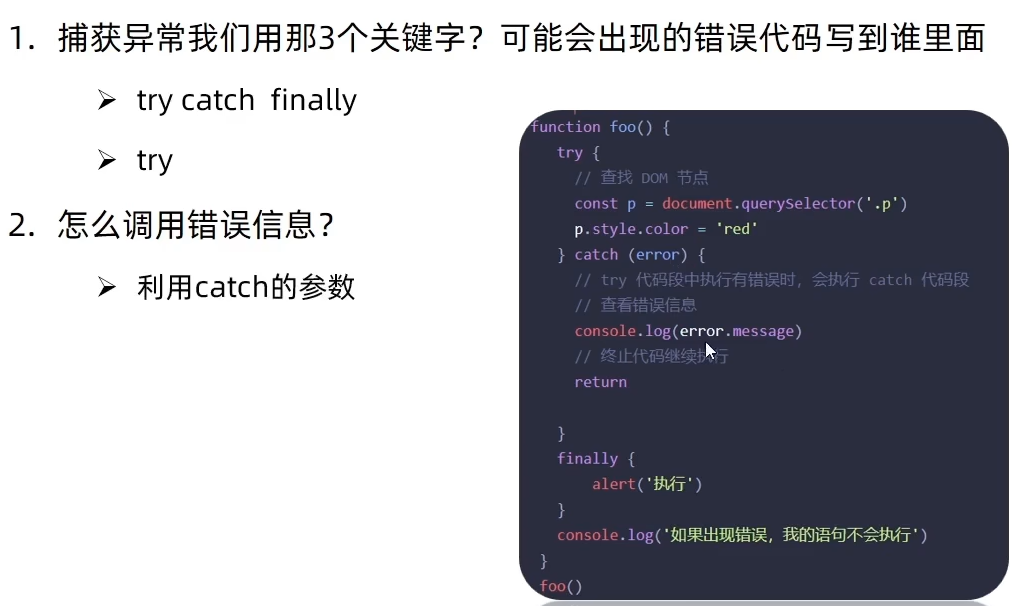 1. 捕获异常我们用那3个关键字？可能会出现的错误代码写到谁里面
➢ try catch finally
➢ try
2. 怎么调用错误信息？
➢ 利用catch的参数
function foo() {
try {
// 查找 DOM 节点
const p = document.querySelector('.p')
p.style.color = 'red'
} catch (error) {
// try 代码段中执行有错误时，会执行 catch 代码段
// 查看错误信息
console.log(error.message)
// 终止代码继续执行
return
}
finally {
alert('执行')
}
console.log('如果出现错误，我的语句不会执行')
}
foo()